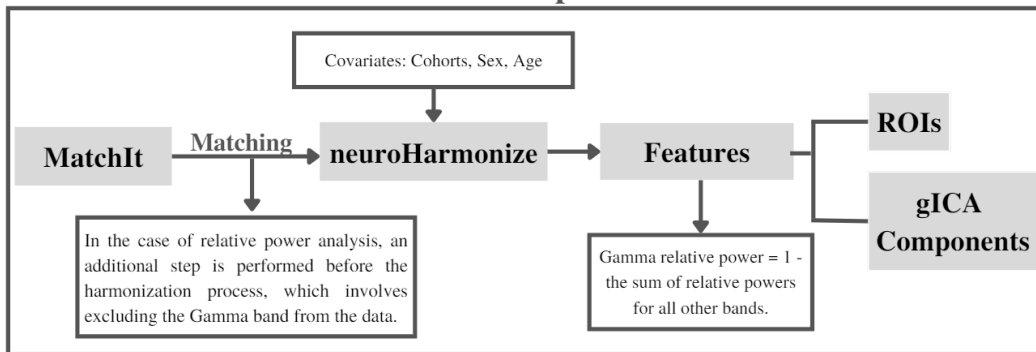 Covariates: Cohorts, Sex, Age
MatchIt
Matching
neuroHarmonize
Features
ROIs
gICA
Components
In the case of relative power analysis, an
additional step is performed before the
harmonization process, which involves
excluding the Gamma band from the data.
Gamma relative power = 1 -
the sum of relative powers
for all other bands.